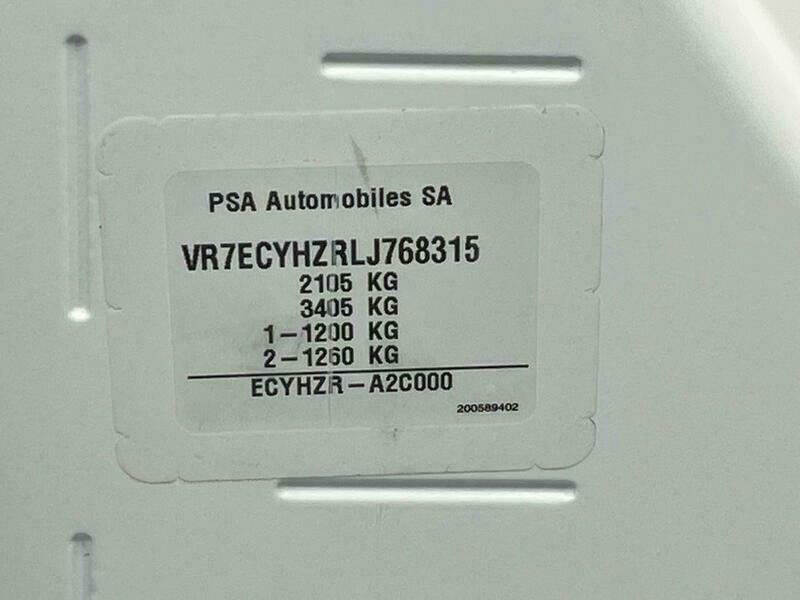 PSA Automobiles SA
VR7ECYHZRLJ768315
2105 KG
3405 KG
1-1200 KG
2-1260 KG
ECYHZR-A2C000
200589402